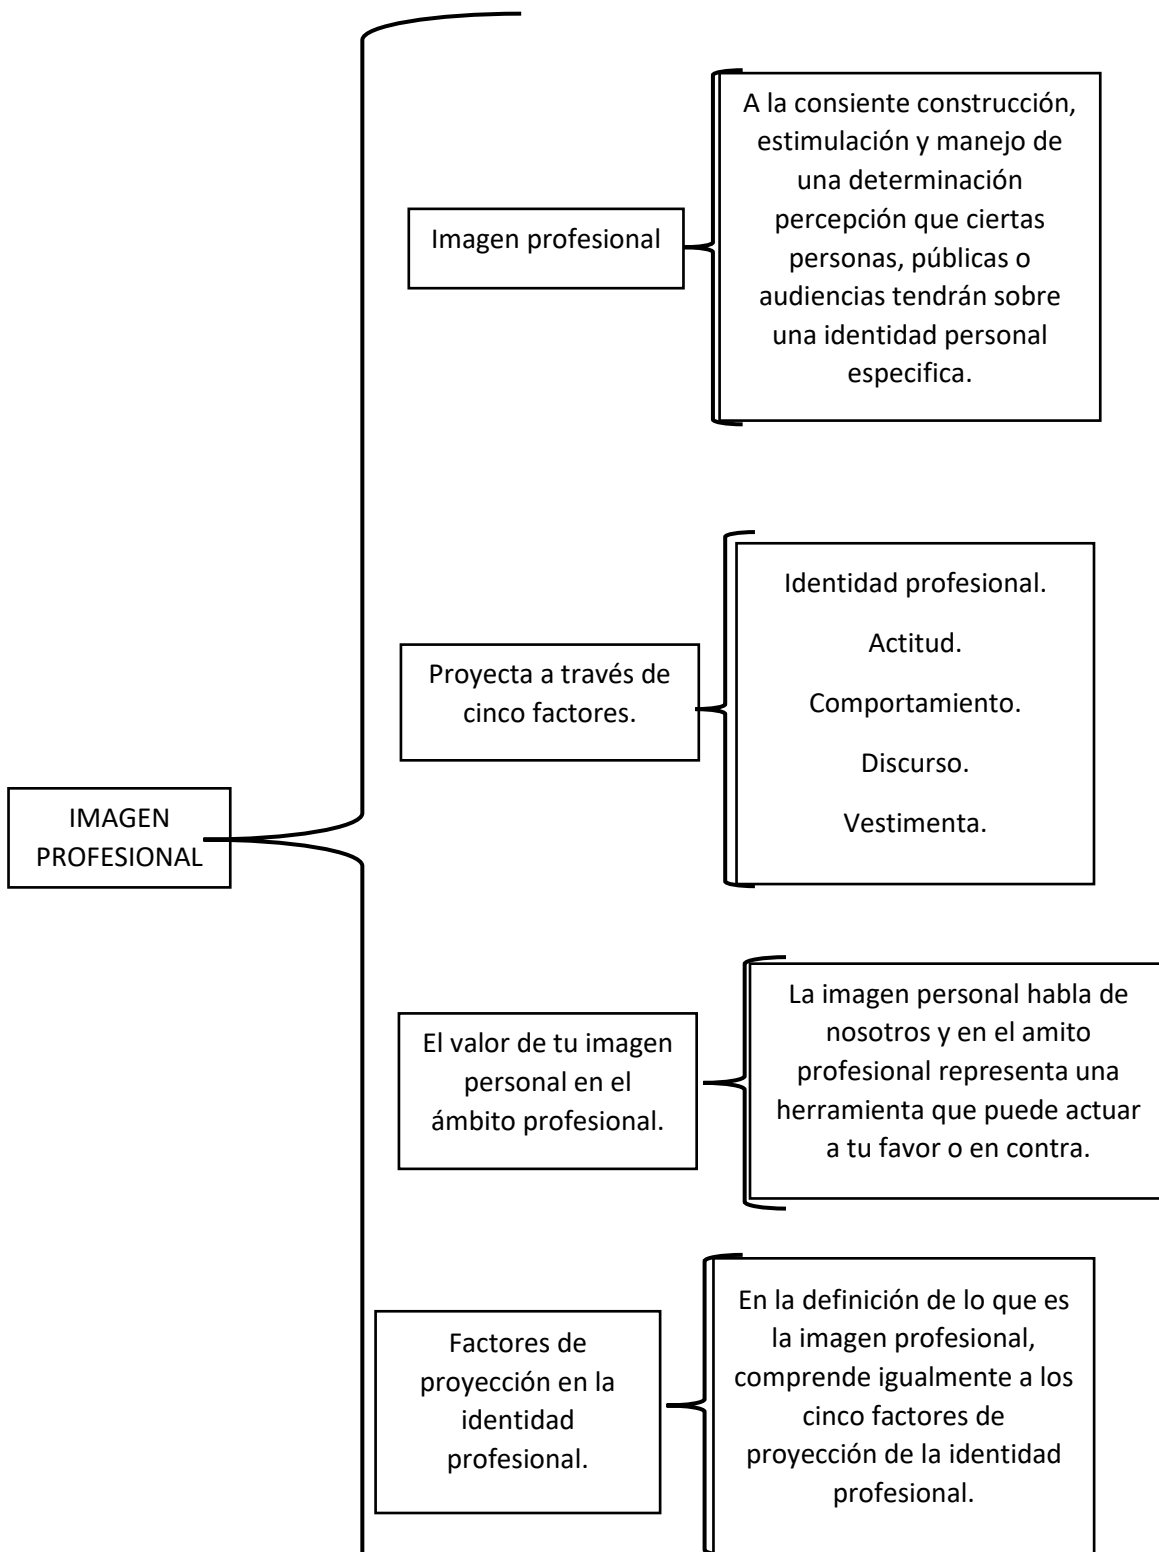 A la consiente construcción,
estimulación y manejo de
una determinación
percepción que ciertas
personas, públicas o
audiencias tendrán sobre
una identidad personal
especifica.
Imagen profesional
Identidad profesional.
Actitud.
Comportamiento.
Discurso.
Vestimenta.
Proyecta a través de
cinco factores.
IMAGEN
PROFESIONAL
La imagen personal habla de
nosotros y en el amito
profesional representa una
herramienta que puede actuar
a tu favor o en contra.
El valor de tu imagen
personal en el
ámbito profesional.
En la definición de lo que es
la imagen profesional,
comprende igualmente a los
cinco factores de
proyección de la identidad
profesional.
Factores de
proyección en la
identidad
profesional.